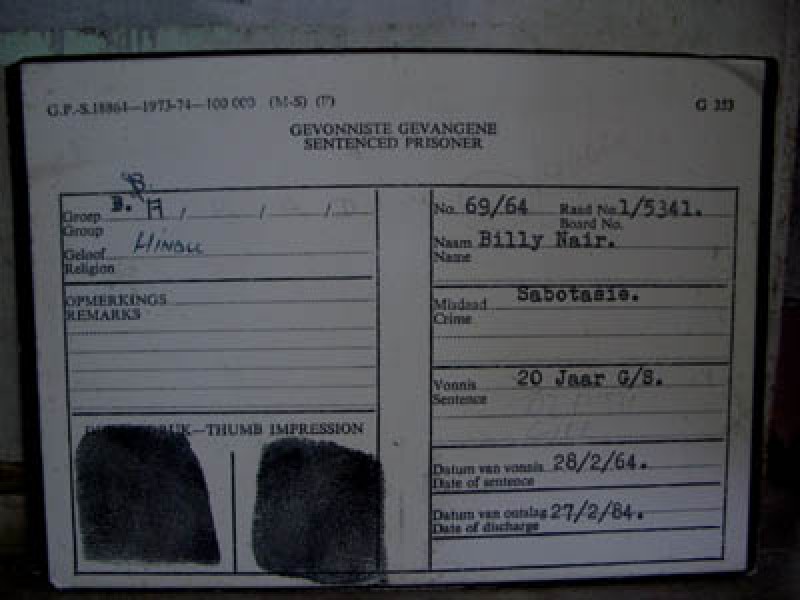 G.P.-S.18864—1973-74—100 000 (M-S) (F)
G 353
GEVONNISTE GEVANGENE
SENTENCED PRISONER
B.
B. A / / /
Groep
Group
Geloof Hindu
Religion
OPMERKINGS
REMARKS
DRUK—THUMB IMPRESSION
No. 69/64 Raad No. 1/5341.
Board No.
Naam Billy Nair.
Name
Misdaad Sabotasie.
Crime
Vonnis 20 Jaar G/S.
Sentence
Datum van vonnis 28/2/64.
Date of sentence
Datum van ontslag 27/2/84.
Date of discharge